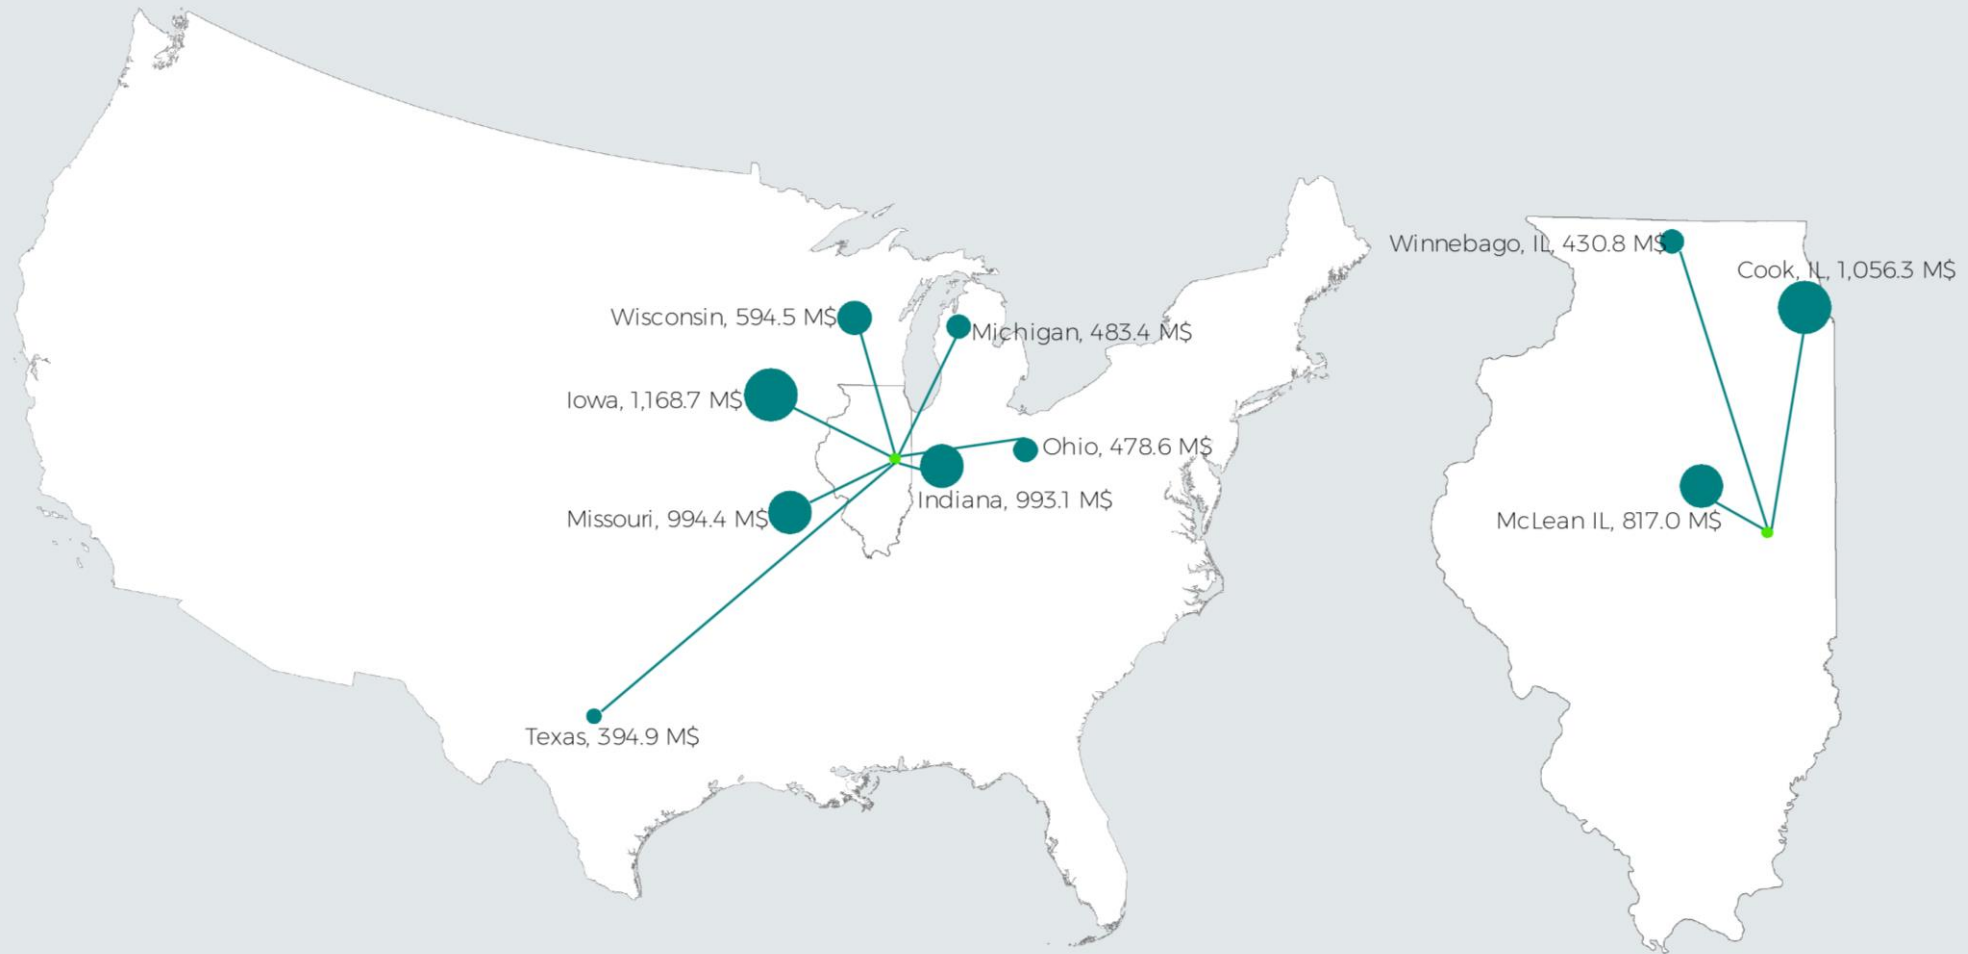 Wisconsin, 594.5 M$
Michigan, 483.4 M$
Iowa, 1,168.7 M$
Ohio, 478.6 M$
Indiana, 993.1 M$
Missouri, 994.4 M$
Texas, 394.9 M$
Winnebago, IL, 430.8 M$
Cook, IL, 1,056.3 M$
McLean IL, 817.0 M$